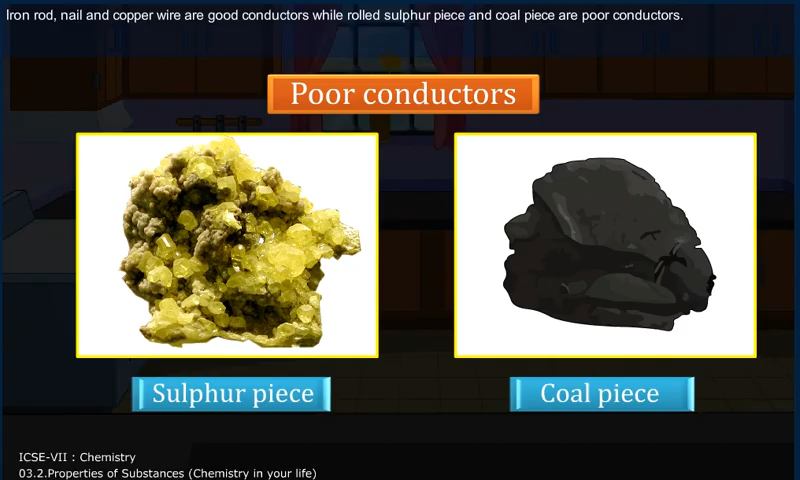 Iron rod, nail and copper wire are good conductors while rolled sulphur piece and coal piece are poor conductors.
Poor conductors
Sulphur piece
Coal piece
ICSE-VII : Chemistry
03.2.Properties of Substances (Chemistry in your life)